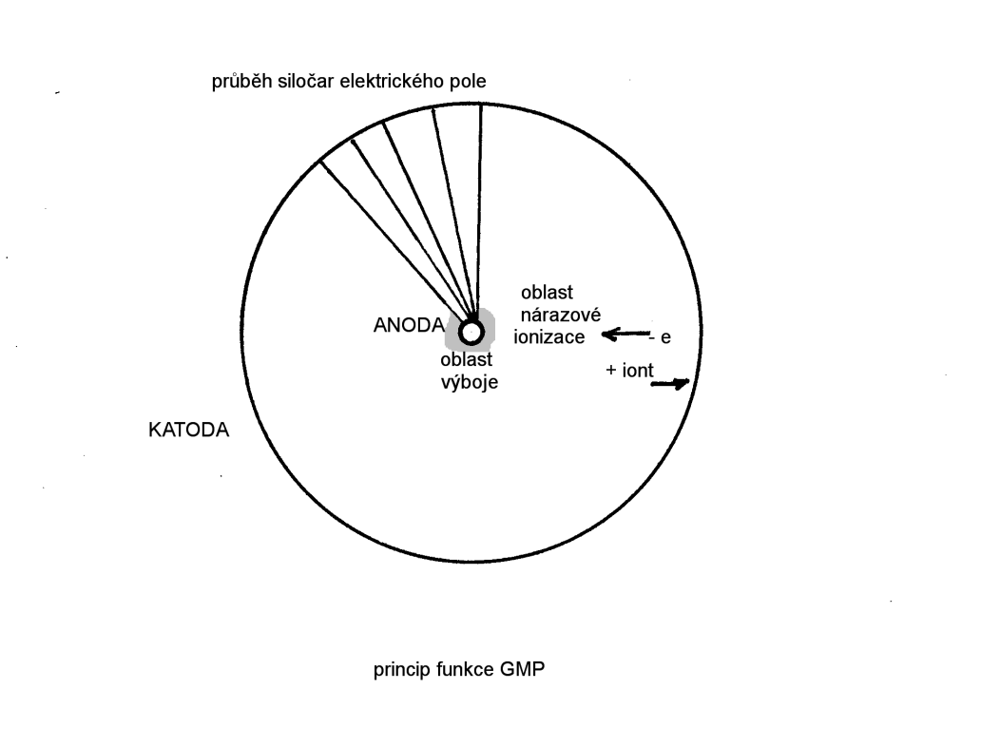 průběh siločar elektrického pole
oblast
nárazové
ionizace
- e
+ iont
ANODA
oblast
výboje
KATODA
princip funkce GMP